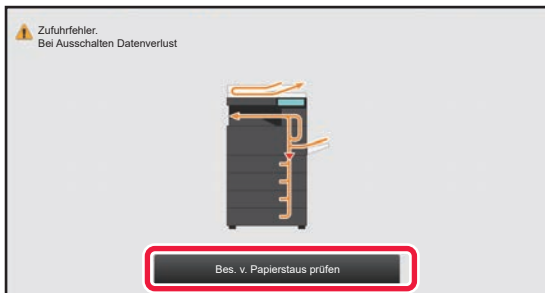 Zufuhrfehler.
Bei Ausschalten Datenverlust
Bes. v. Papierstaus prüfen